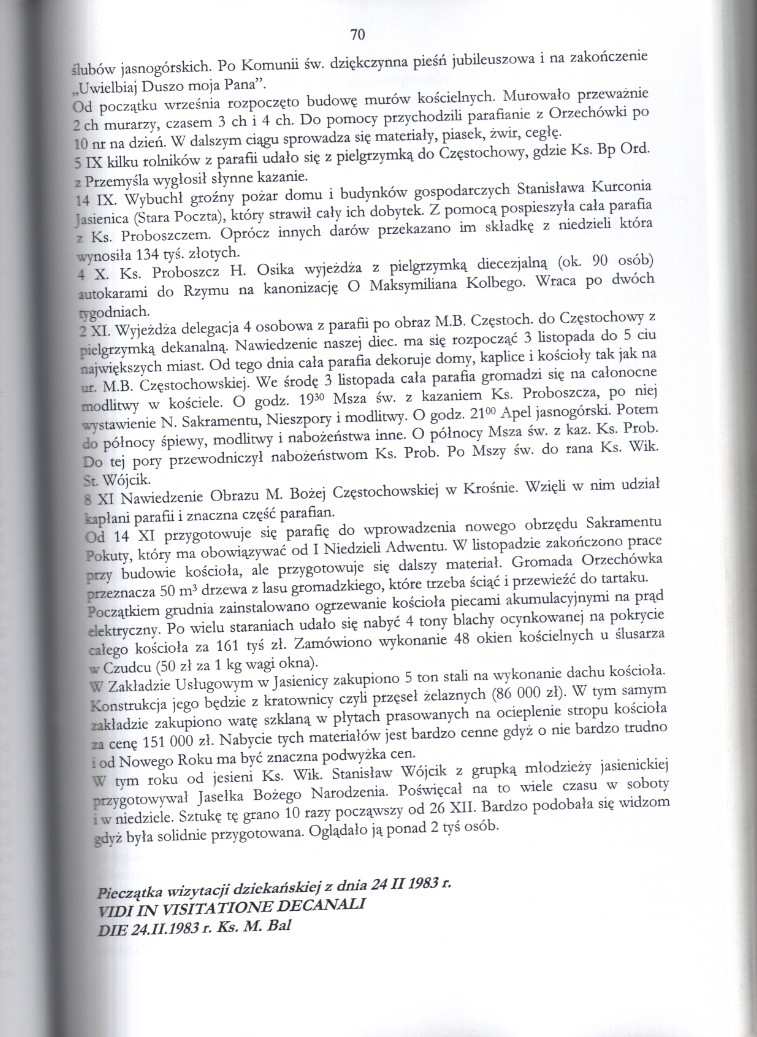 70
ślubów jasnogórskich. Po Komunii św. dziękczynna pieśń jubileuszowa i na zakończenie
„Uwielbiaj Duszo moja Pana”.
Od początku września rozpoczęto budowę murów kościelnych. Murowało przeważnie
2 ch murarzy, czasem 3 ch i 4 ch. Do pomocy przychodzili parafianie z Orzechówki po
10 nr na dzień. W dalszym ciągu sprowadza się materiały, piasek, żwir, cegłę.
5 IX kilku rolników z parafii udało się z pielgrzymką do Częstochowy, gdzie Ks. Bp Ord.
z Przemyśla wygłosił słynne kazanie.
14 IX. Wybuchł groźny pożar domu i budynków gospodarczych Stanisława Kurconia
Jasienica (Stara Poczta), który strawił cały ich dobytek. Z pomocą pospieszyła cała parafia
z Ks. Proboszczem. Oprócz innych darów przekazano im składkę z niedzieli która
wynosiła 134 tyś. złotych.
4 X. Ks. Proboszcz H. Osika wyjeżdża z pielgrzymką diecezjalną (ok. 90 osób)
autokarami do Rzymu na kanonizację O Maksymiliana Kolbego. Wraca po dwóch
tygodniach.
2 XI. Wyjeżdża delegacja 4 osobowa z parafii po obraz M.B. Częstoch. do Częstochowy z
pielgrzymką dekanalną. Nawiedzenie naszej diec. ma się rozpocząć 3 listopada do 5 ciu
największych miast. Od tego dnia cała parafia dekoruje domy, kaplice i kościoły tak jak na
ur. M.B. Częstochowskiej. We środę 3 listopada cała parafia gromadzi się na całonocne
modlitwy w kościele. O godz. 19³⁰ Msza św. z kazaniem Ks. Proboszcza, po niej
wystawienie N. Sakramentu, Nieszpory i modlitwy. O godz. 21⁰⁰ Apel jasnogórski. Potem
do północy śpiewy, modlitwy i nabożeństwa inne. O północy Msza św. z kaz. Ks. Prob.
Do tej pory przewodniczył nabożeństwom Ks. Prob. Po Mszy św. do rana Ks. Wik.
St. Wójcik.
8 XI Nawiedzenie Obrazu M. Bożej Częstochowskiej w Krośnie. Wzięli w nim udział
kapłani parafii i znaczna część parafian.
Od 14 XI przygotowuje się parafię do wprowadzenia nowego obrzędu Sakramentu
Pokuty, który ma obowiązywać od I Niedzieli Adwentu. W listopadzie zakończono prace
przy budowie kościoła, ale przygotowuje się dalszy materiał. Gromada Orzechówka
przeznacza 50 m³ drzewa z lasu gromadzkiego, które trzeba ściąć i przewieźć do tartaku.
Początkiem grudnia zainstalowano ogrzewanie kościoła piecami akumulacyjnymi na prąd
elektryczny. Po wielu staraniach udało się nabyć 4 tony blachy ocynkowanej na pokrycie
całego kościoła za 161 tyś zł. Zamówiono wykonanie 48 okien kościelnych u ślusarza
w Czudcu (50 zł za 1 kg wagi okna).
W Zakładzie Usługowym w Jasienicy zakupiono 5 ton stali na wykonanie dachu kościoła.
Konstrukcja jego będzie z kratownicy czyli przęseł żelaznych (86 000 zł). W tym samym
zakładzie zakupiono watę szklaną w płytach prasowanych na ocieplenie stropu kościoła
za cenę 151 000 zł. Nabycie tych materiałów jest bardzo cenne gdyż o nie bardzo trudno
i od Nowego Roku ma być znaczna podwyżka cen.
W tym roku od jesieni Ks. Wik. Stanisław Wójcik z grupką młodzieży jasienickiej
przygotowywał Jasełka Bożego Narodzenia. Poświęcał na to wiele czasu w soboty
i w niedziele. Sztukę tę grano 10 razy począwszy od 26 XII. Bardzo podobała się widzom
gdyż była solidnie przygotowana. Oglądało ją ponad 2 tyś osób.
Pieczątka wizytacji dziekańskiej z dnia 24 II 1983 r.
VIDI IN VISITATIONE DECANALI
DIE 24.II.1983 r. Ks. M. Bal